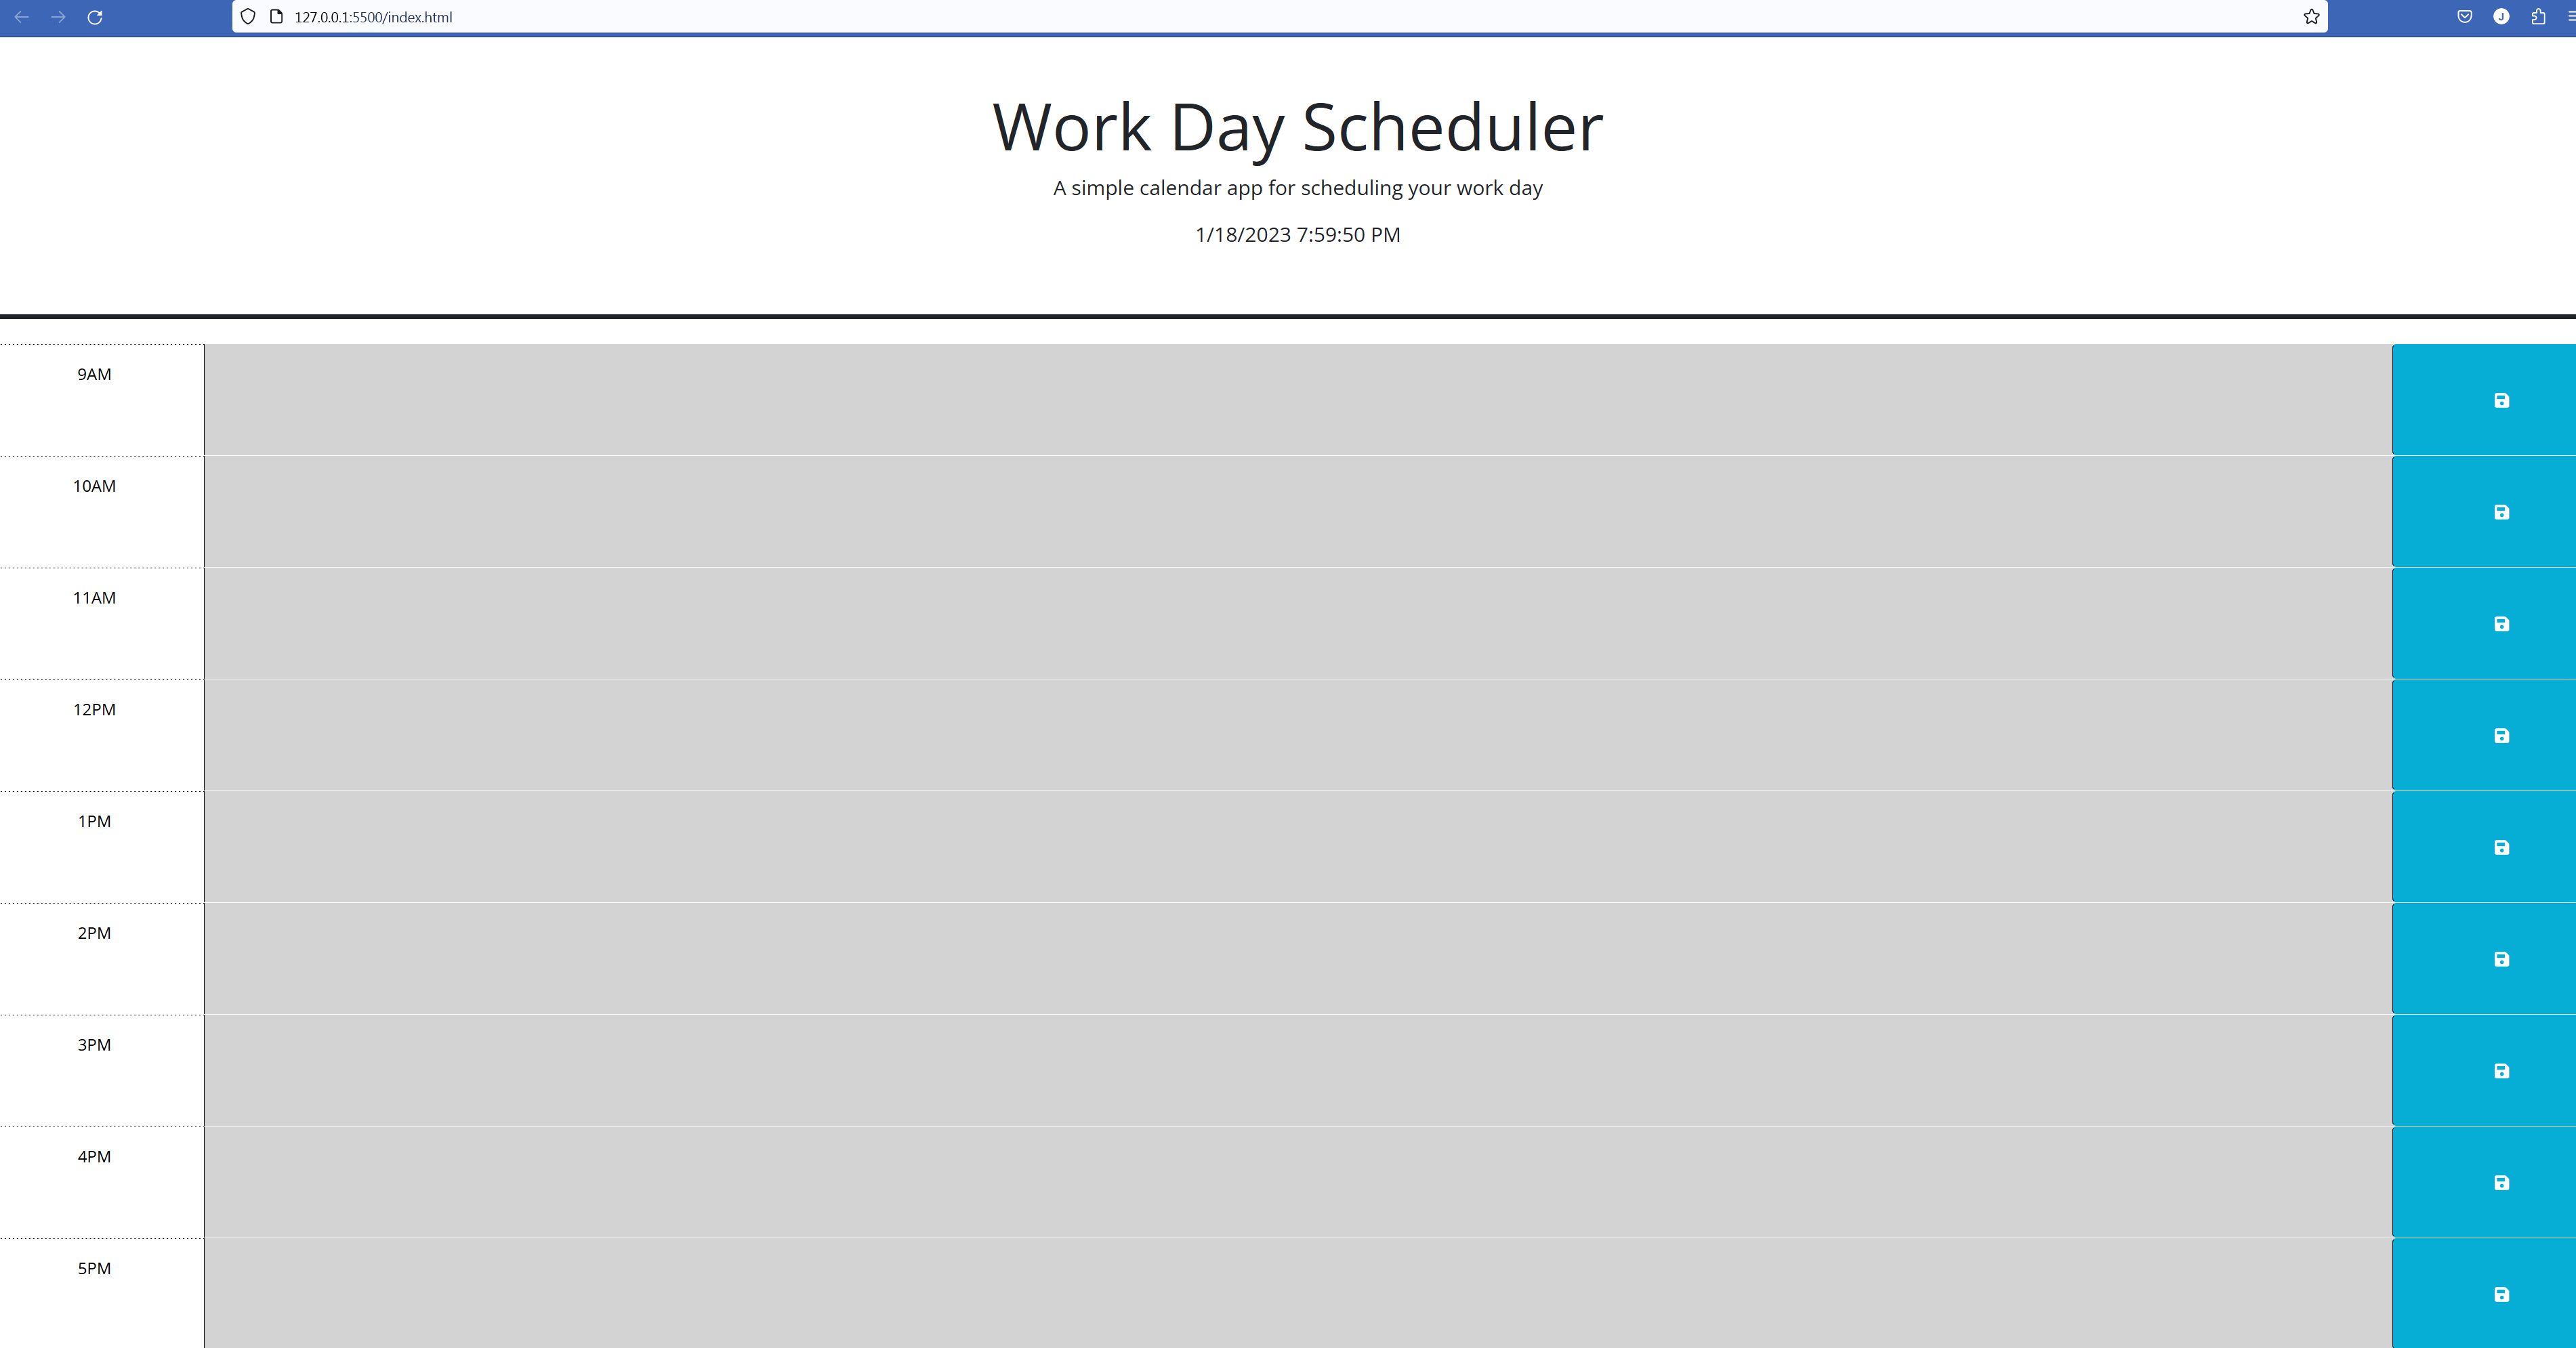 127.0.0.1:5500/index.html
J
Work Day Scheduler
A simple calendar app for scheduling your work day
1/18/2023 7:59:50 PM
9AM
10AM
11AM
12PM
1PM
2PM
3PM
4PM
5PM